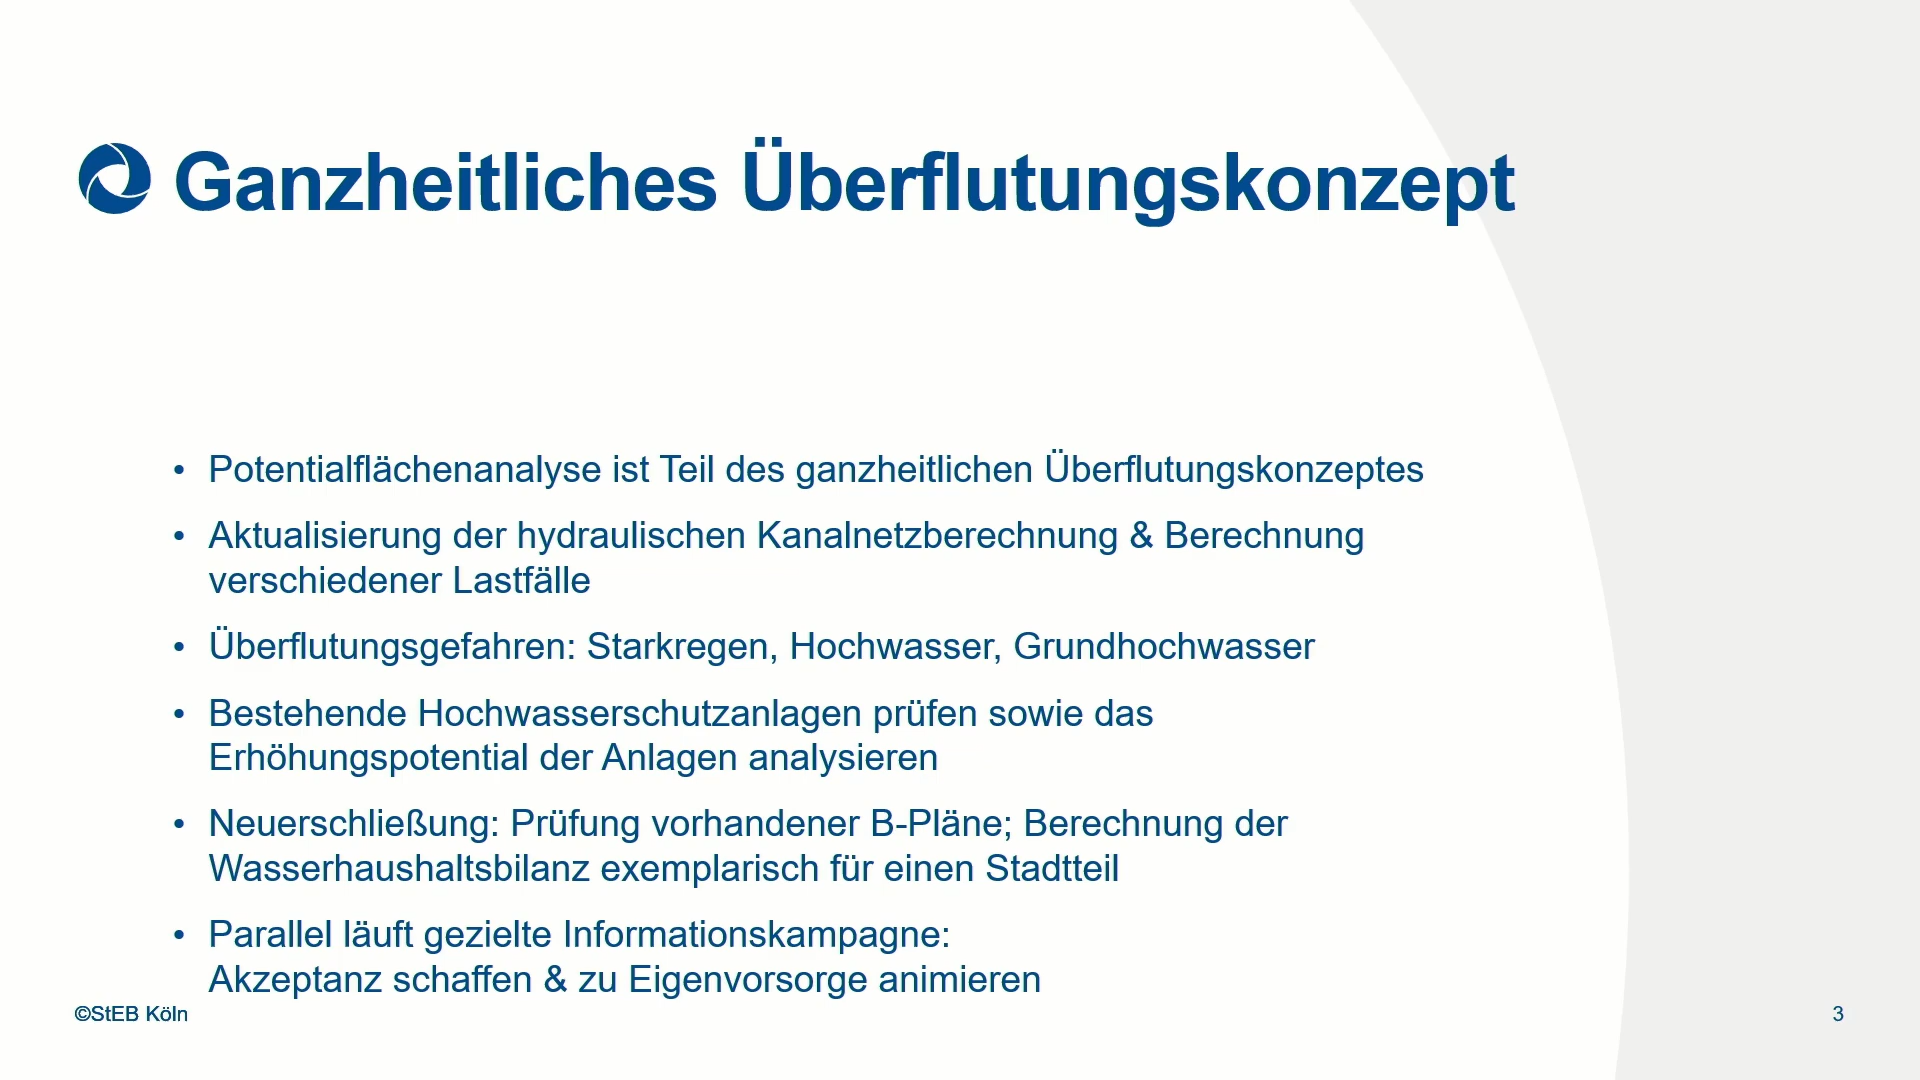 Ganzheitliches Überflutungskonzept
• Potentialflächenanalyse ist Teil des ganzheitlichen Überflutungskonzeptes
• Aktualisierung der hydraulischen Kanalnetzberechnung & Berechnung
verschiedener Lastfälle
• Überflutungsgefahren: Starkregen, Hochwasser, Grundhochwasser
• Bestehende Hochwasserschutzanlagen prüfen sowie das
Erhöhungspotential der Anlagen analysieren
• Neuerschließung: Prüfung vorhandener B-Pläne; Berechnung der
Wasserhaushaltsbilanz exemplarisch für einen Stadtteil
• Parallel läuft gezielte Informationskampagne:
Akzeptanz schaffen & zu Eigenvorsorge animieren
©StEB Köln
3